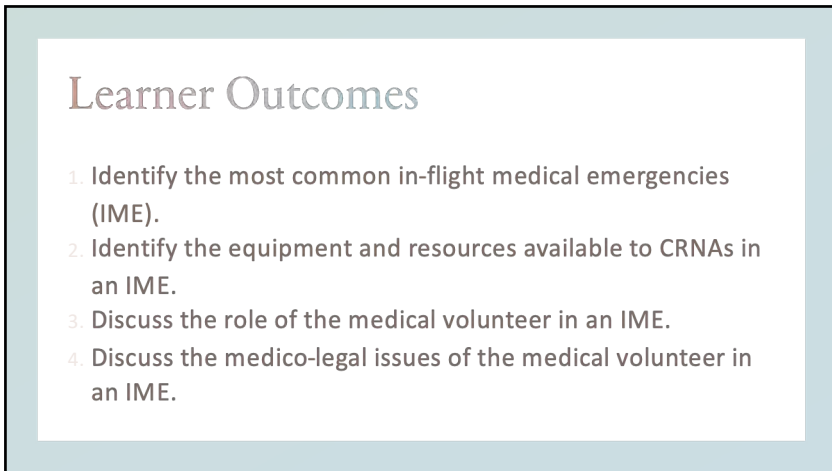 Learner Outcomes
1. Identify the most common in-flight medical emergencies
(IME).
2. Identify the equipment and resources available to CRNAs in
an IME.
3. Discuss the role of the medical volunteer in an IME.
4. Discuss the medico-legal issues of the medical volunteer in
an IME.